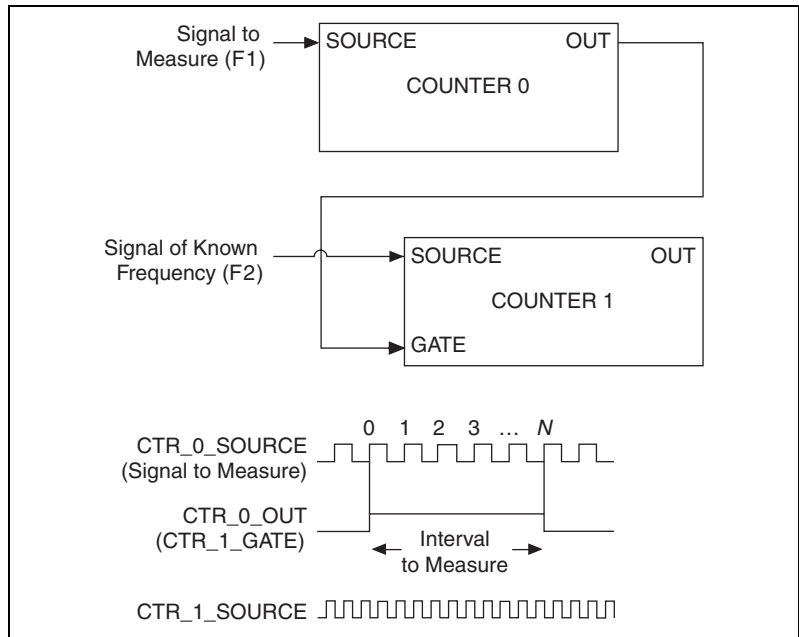 Signal to
Measure (F1)
SOURCE OUT
COUNTER 0
Signal of Known
Frequency (F2)
SOURCE OUT
COUNTER 1
GATE
0 1 2 3 … N
CTR_0_SOURCE
(Signal to Measure)
CTR_0_OUT
(CTR_1_GATE)
Interval
to Measure
CTR_1_SOURCE